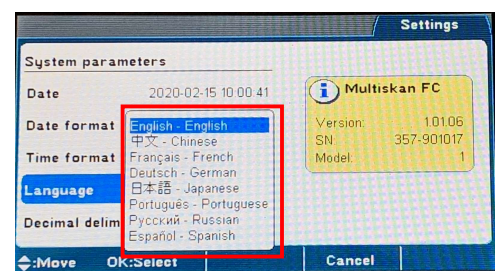 Settings
System parameters
Date 2020-02-15 10:00:41
Date format
Time format
Language
Decimal delim
English - English
中文 - Chinese
Français - French
Deutsch - German
日本語 - Japanese
Português - Portuguese
Русский - Russian
Español - Spanish
Multiskan FC
Version: 1.01.06
SN: 357-901017
Model: 1
:Move OK:Select Cancel